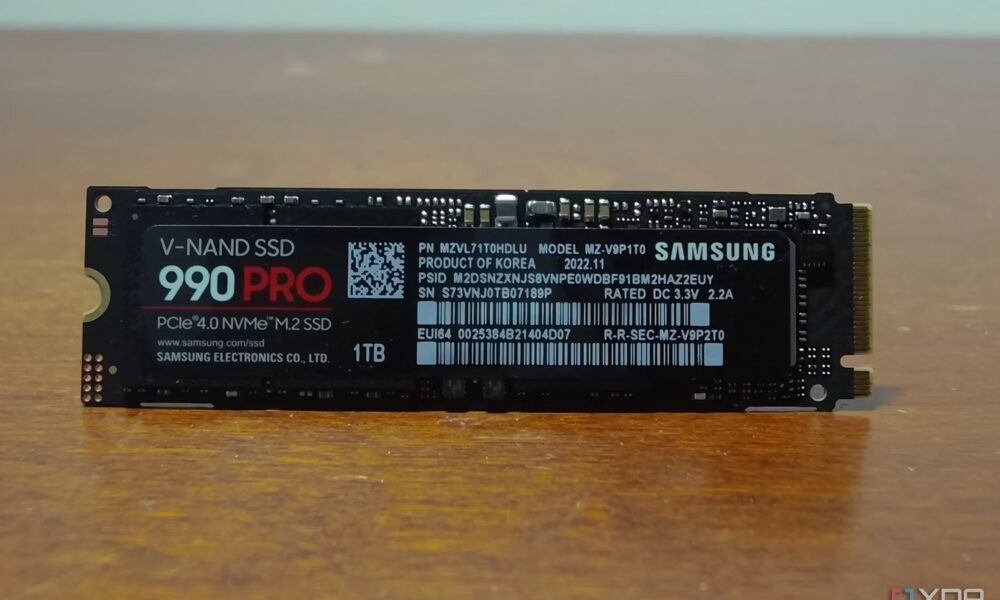 V-NAND SSD
990 PRO
PCIe® 4.0 NVMe™ M.2 SSD
www.samsung.com/ssd
SAMSUNG ELECTRONICS CO., LTD.
1TB
PN MZVL71T0HDLU MODEL MZ-V9P1T0
SAMSUNG
PRODUCT OF KOREA 2022.11
PSID M2DSNZXNJS8VNPE0WDBF91BM2HAZ2EUY
SN S73VNJ0TB07189P RATED DC 3.3V 2.2A
EUI64 0025384B21404D07 R-R-SEC-MZ-V9P2T0